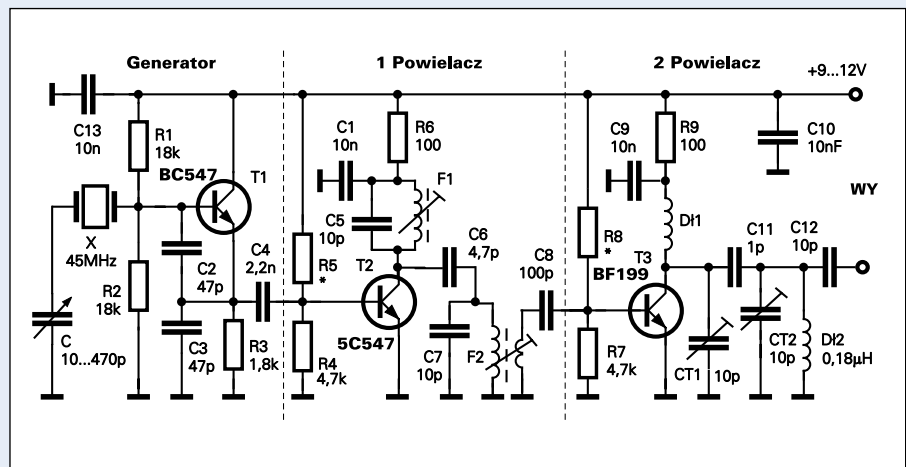 Generator
1 Powielacz
2 Powielacz
+9...12V
C13
10n
R1
18k
BC547
T1
C1
10n
R6
100
F1
C9
10n
R9
100
C10
10nF
WY
X
45MHz
C2
47p
C4
2,2n
C5
10p
R5
*
T2
C6
4,7p
C8
100p
R8
*
T3
BF199
Dł1
C11
1p
C12
10p
R2
18k
C
10...470p
C3
47p
R3
1,8k
R4
4,7k
5C547
C7
10p
F2
R7
4,7k
CT1
10p
CT2
10p
Dł2
0,18µH